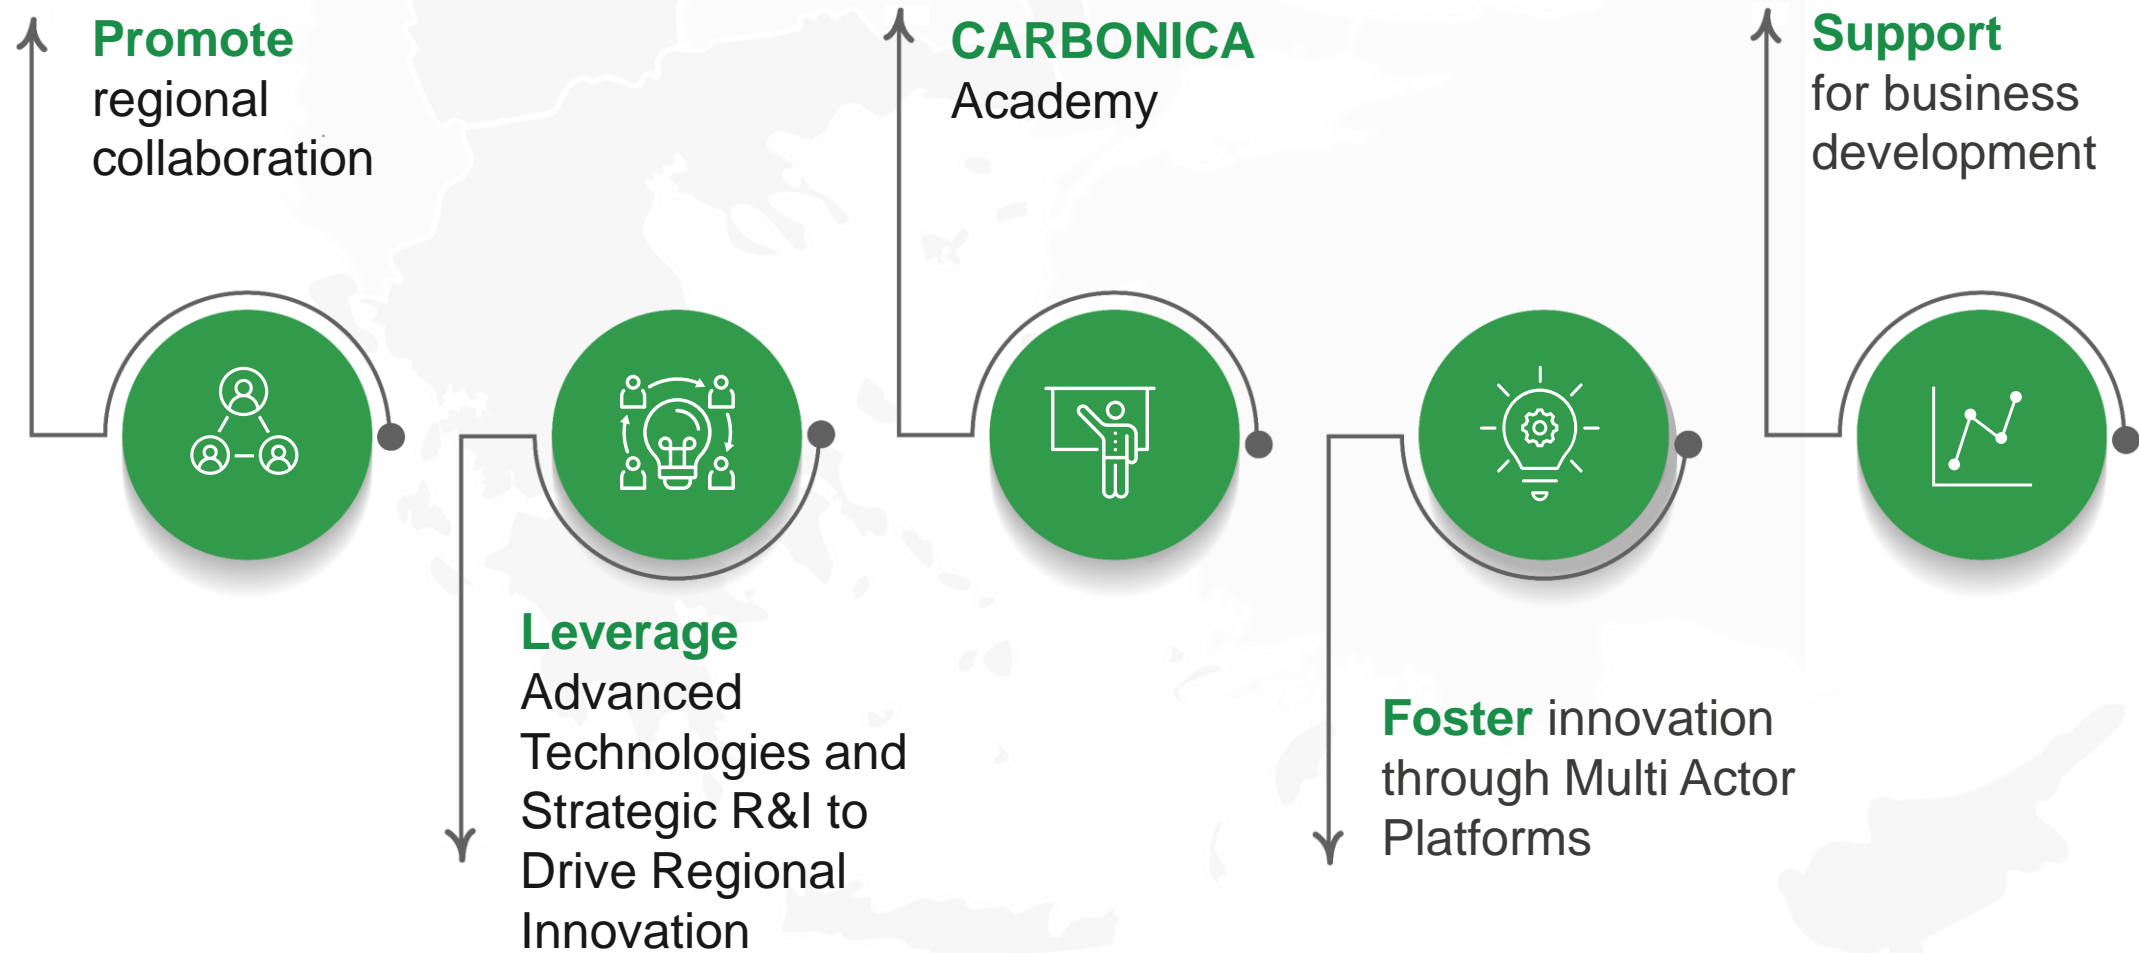 Promote
regional
collaboration
Leverage
Advanced
Technologies and
Strategic R&I to
Drive Regional
Innovation
CARBONICA
Academy
Foster innovation
through Multi Actor
Platforms
Support
for business
development